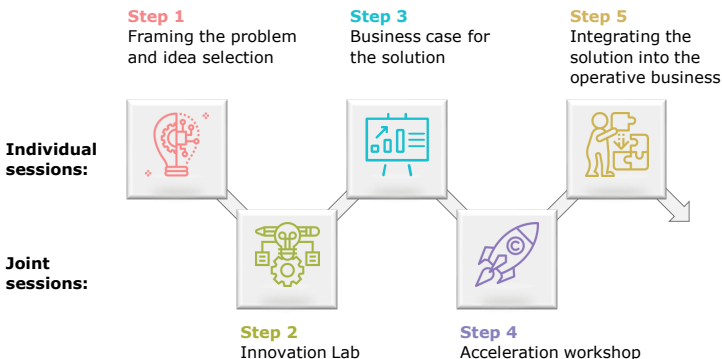 Step 1
Framing the problem
and idea selection
Step 3
Business case for
the solution
Step 5
Integrating the
solution into the
operative business
Individual
sessions:
Joint
sessions:
©
Step 2
Innovation Lab
Step 4
Acceleration workshop